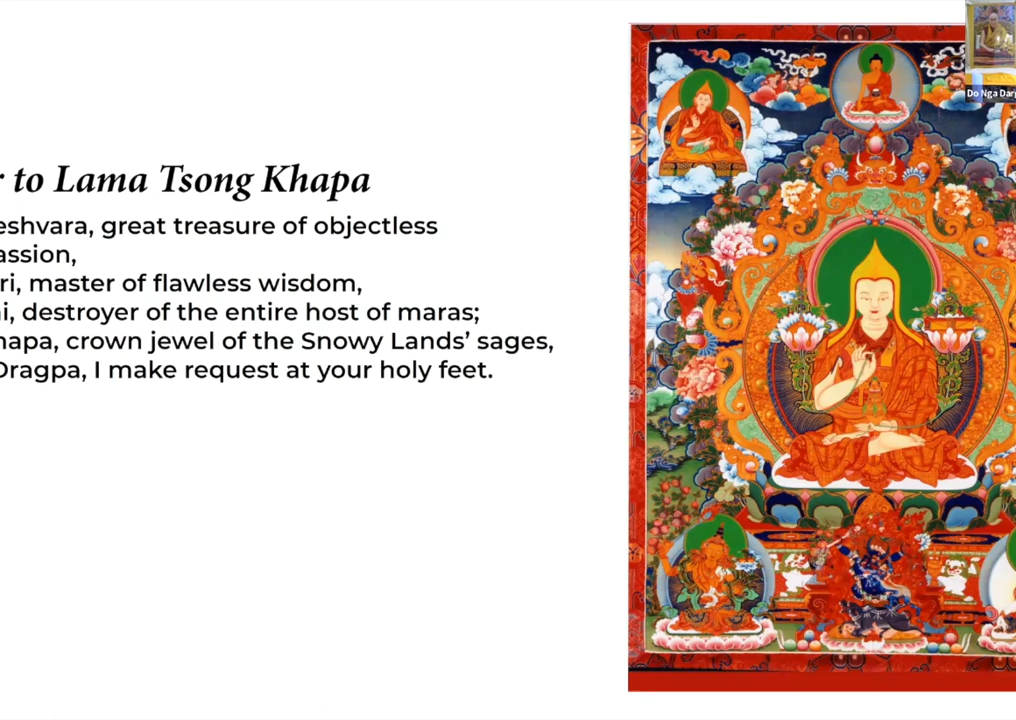 r to Lama Tsong Khapa
eshvara, great treasure of objectless
assion,
ri, master of flawless wisdom,
i, destroyer of the entire host of maras;
hapa, crown jewel of the Snowy Lands’ sages,
Dragpa, I make request at your holy feet.
Do Nga Darg